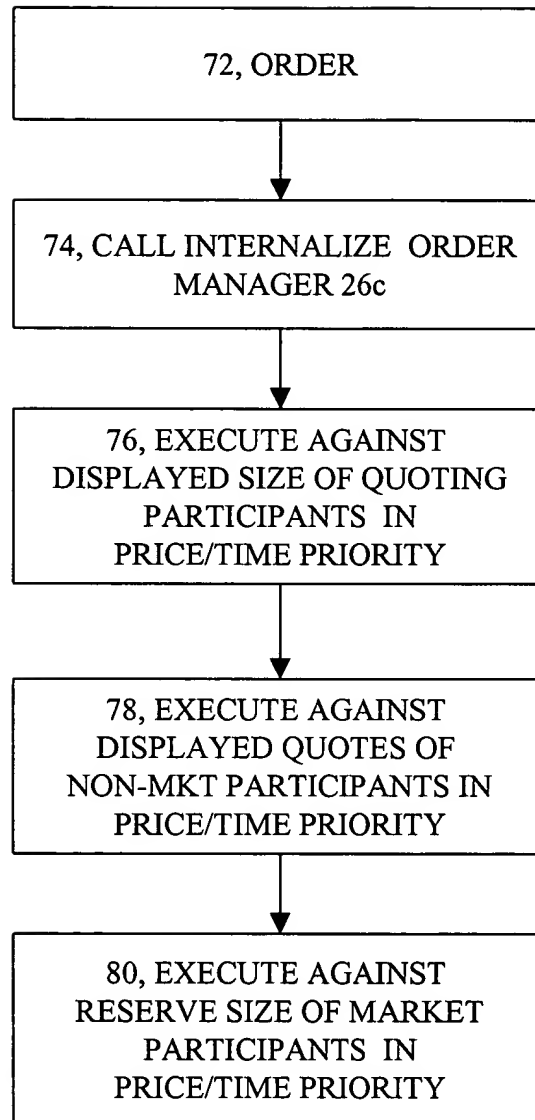 72, ORDER
74, CALL INTERNALIZE ORDER
MANAGER 26c
76, EXECUTE AGAINST
DISPLAYED SIZE OF QUOTING
PARTICIPANTS IN
PRICE/TIME PRIORITY
78, EXECUTE AGAINST
DISPLAYED QUOTES OF
NON-MKT PARTICIPANTS IN
PRICE/TIME PRIORITY
80, EXECUTE AGAINST
RESERVE SIZE OF MARKET
PARTICIPANTS IN
PRICE/TIME PRIORITY